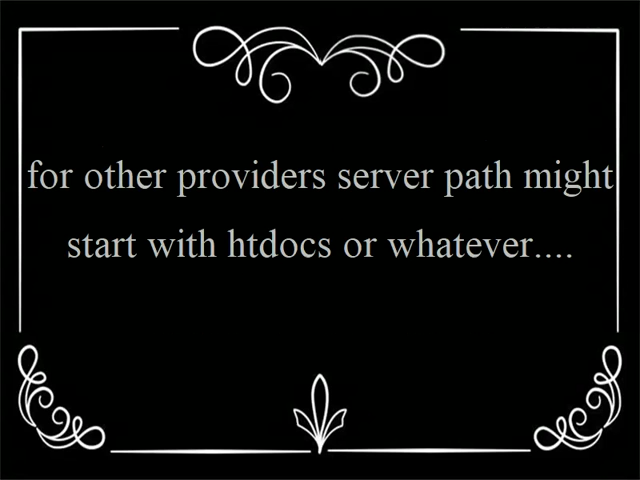 for other providers server path might
start with htdocs or whatever....